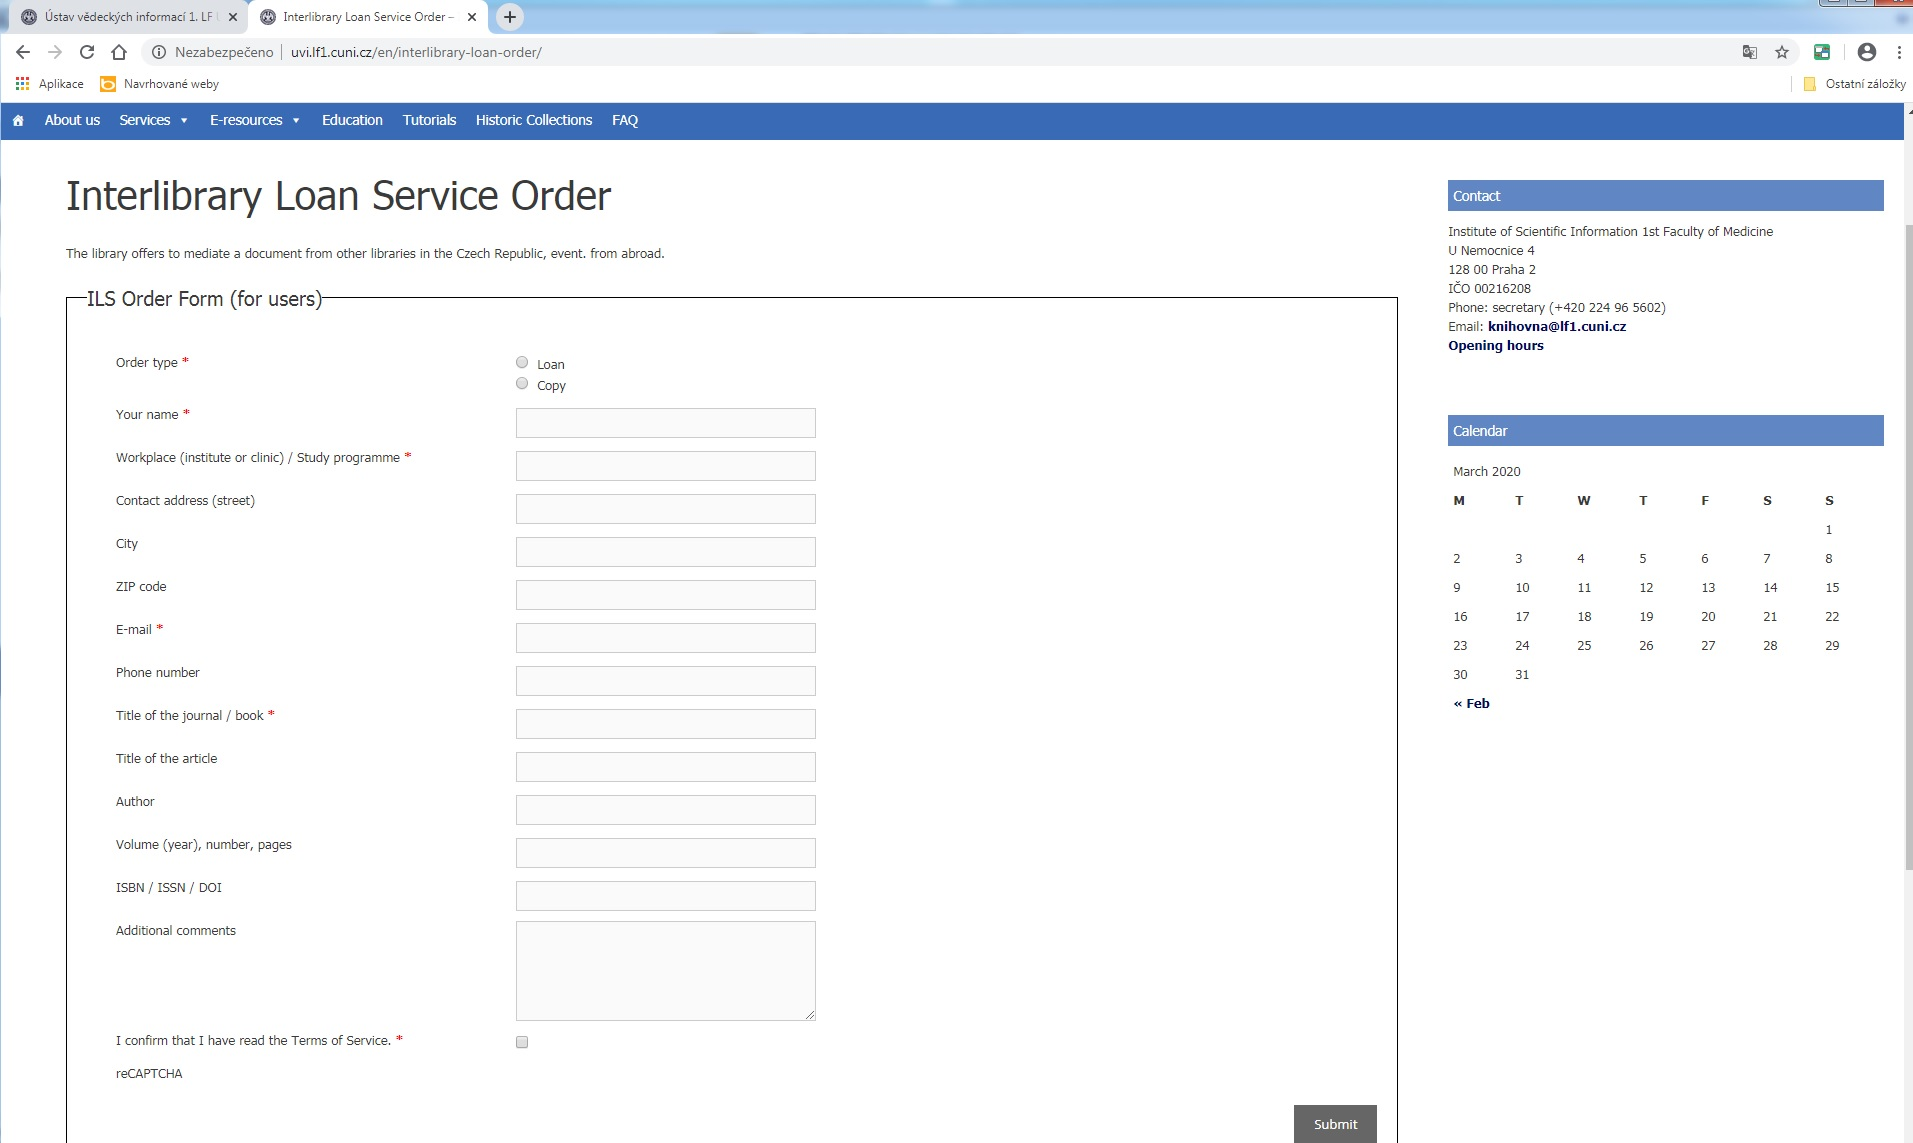 Ústav vědeckých informací 1. LF
Interlibrary Loan Service Order –
Nezabezpečeno
uvi.lf1.cuni.cz/en/interlibrary-loan-order/
Aplikace
Navrhované weby
Ostatní záložky
About us Services E-resources Education Tutorials Historic Collections FAQ
Interlibrary Loan Service Order
The library offers to mediate a document from other libraries in the Czech Republic, event. from abroad.
ILS Order Form (for users)
Order type *
Loan
Copy
Your name *
Workplace (institute or clinic) / Study programme *
Contact address (street)
City
ZIP code
E-mail *
Phone number
Title of the journal / book *
Title of the article
Author
Volume (year), number, pages
ISBN / ISSN / DOI
Additional comments
I confirm that I have read the Terms of Service. *
reCAPTCHA
Submit
Contact
Institute of Scientific Information 1st Faculty of Medicine
U Nemocnice 4
128 00 Praha 2
IČO 00216208
Phone: secretary (+420 224 96 5602)
Email: knihovna@lf1.cuni.cz
Opening hours
Calendar
March 2020
M T W T F S S
1
2 3 4 5 6 7 8
9 10 11 12 13 14 15
16 17 18 19 20 21 22
23 24 25 26 27 28 29
30 31
« Feb